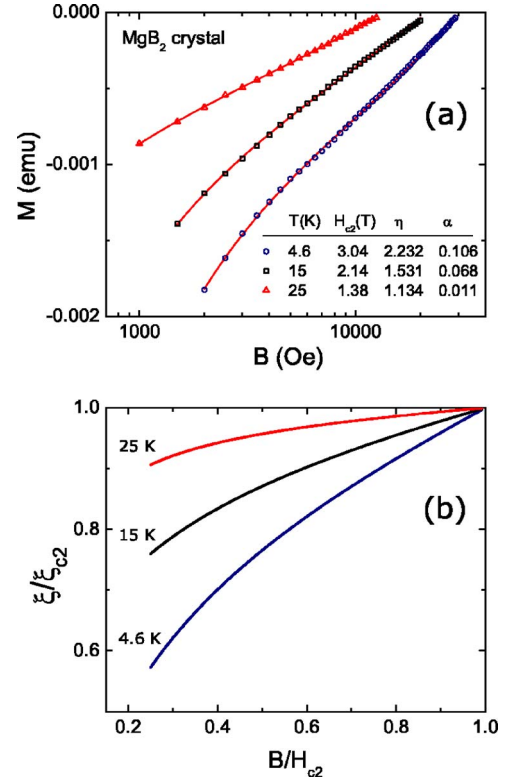 0.000
MgB2 crystal
(a)
-0.001
M (emu)
T(K) Hc2(T) η α
4.6 3.04 2.232 0.106
15 2.14 1.531 0.068
25 1.38 1.134 0.011
-0.002
1000 10000
B (Oe)
1.0
25 K
(b)
15 K
0.8
ξ/ξc2
4.6 K
0.6
0.2 0.4 0.6 0.8 1.0
B/Hc2